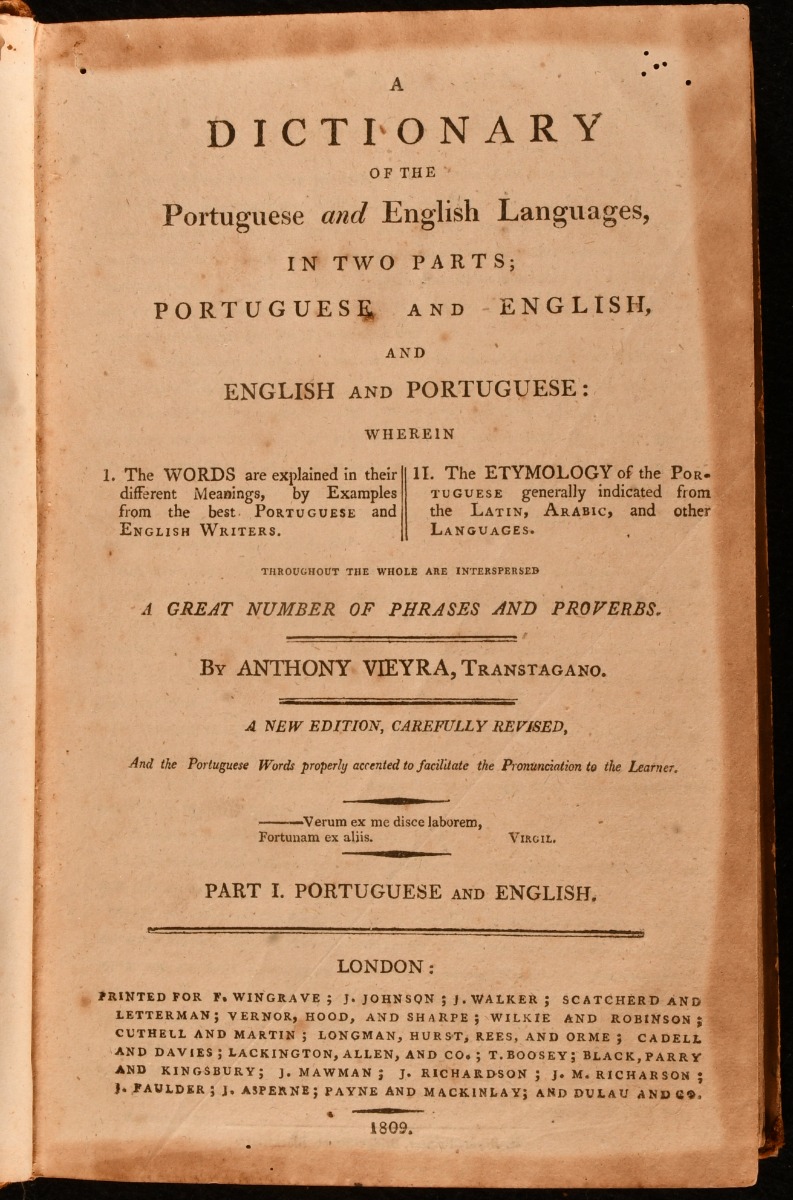 A
DICTIONARY
OF THE
Portuguese and English Languages,
IN TWO PARTS;
PORTUGUESE AND ENGLISH,
AND
ENGLISH AND PORTUGUESE:
WHEREIN
I. The WORDS are explained in their
different Meanings, by Examples
from the best PORTUGUESE and
ENGLISH WRITERS.
II. The ETYMOLOGY of the POR-
TUGUESE generally indicated from
the LATIN, ARABIC, and other
LANGUAGES.
THROUGHOUT THE WHOLE ARE INTERSPERSED
A GREAT NUMBER OF PHRASES AND PROVERBS.
BY ANTHONY VIEYRA, TRANSTAGANO.
A NEW EDITION, CAREFULLY REVISED,
And the Portuguese Words properly accented to facilitate the Pronunciation to the Learner.
———Verum ex me disce laborem,
Fortunam ex aliis. VIRGIL.
PART I. PORTUGUESE AND ENGLISH.
LONDON:
PRINTED FOR F. WINGRAVE; J. JOHNSON; J. WALKER; SCATCHERD AND
LETTERMAN; VERNOR, HOOD, AND SHARPE; WILKIE AND ROBINSON;
CUTHELL AND MARTIN; LONGMAN, HURST, REES, AND ORME; CADELL
AND DAVIES; LACKINGTON, ALLEN, AND CO.; T. BOOSEY; BLACK, PARRY
AND KINGSBURY; J. MAWMAN; J. RICHARDSON; J. M. RICHARSON;
J. FAULDER; J. ASPERNE; PAYNE AND MACKINLAY; AND DULAU AND CO.
1809.